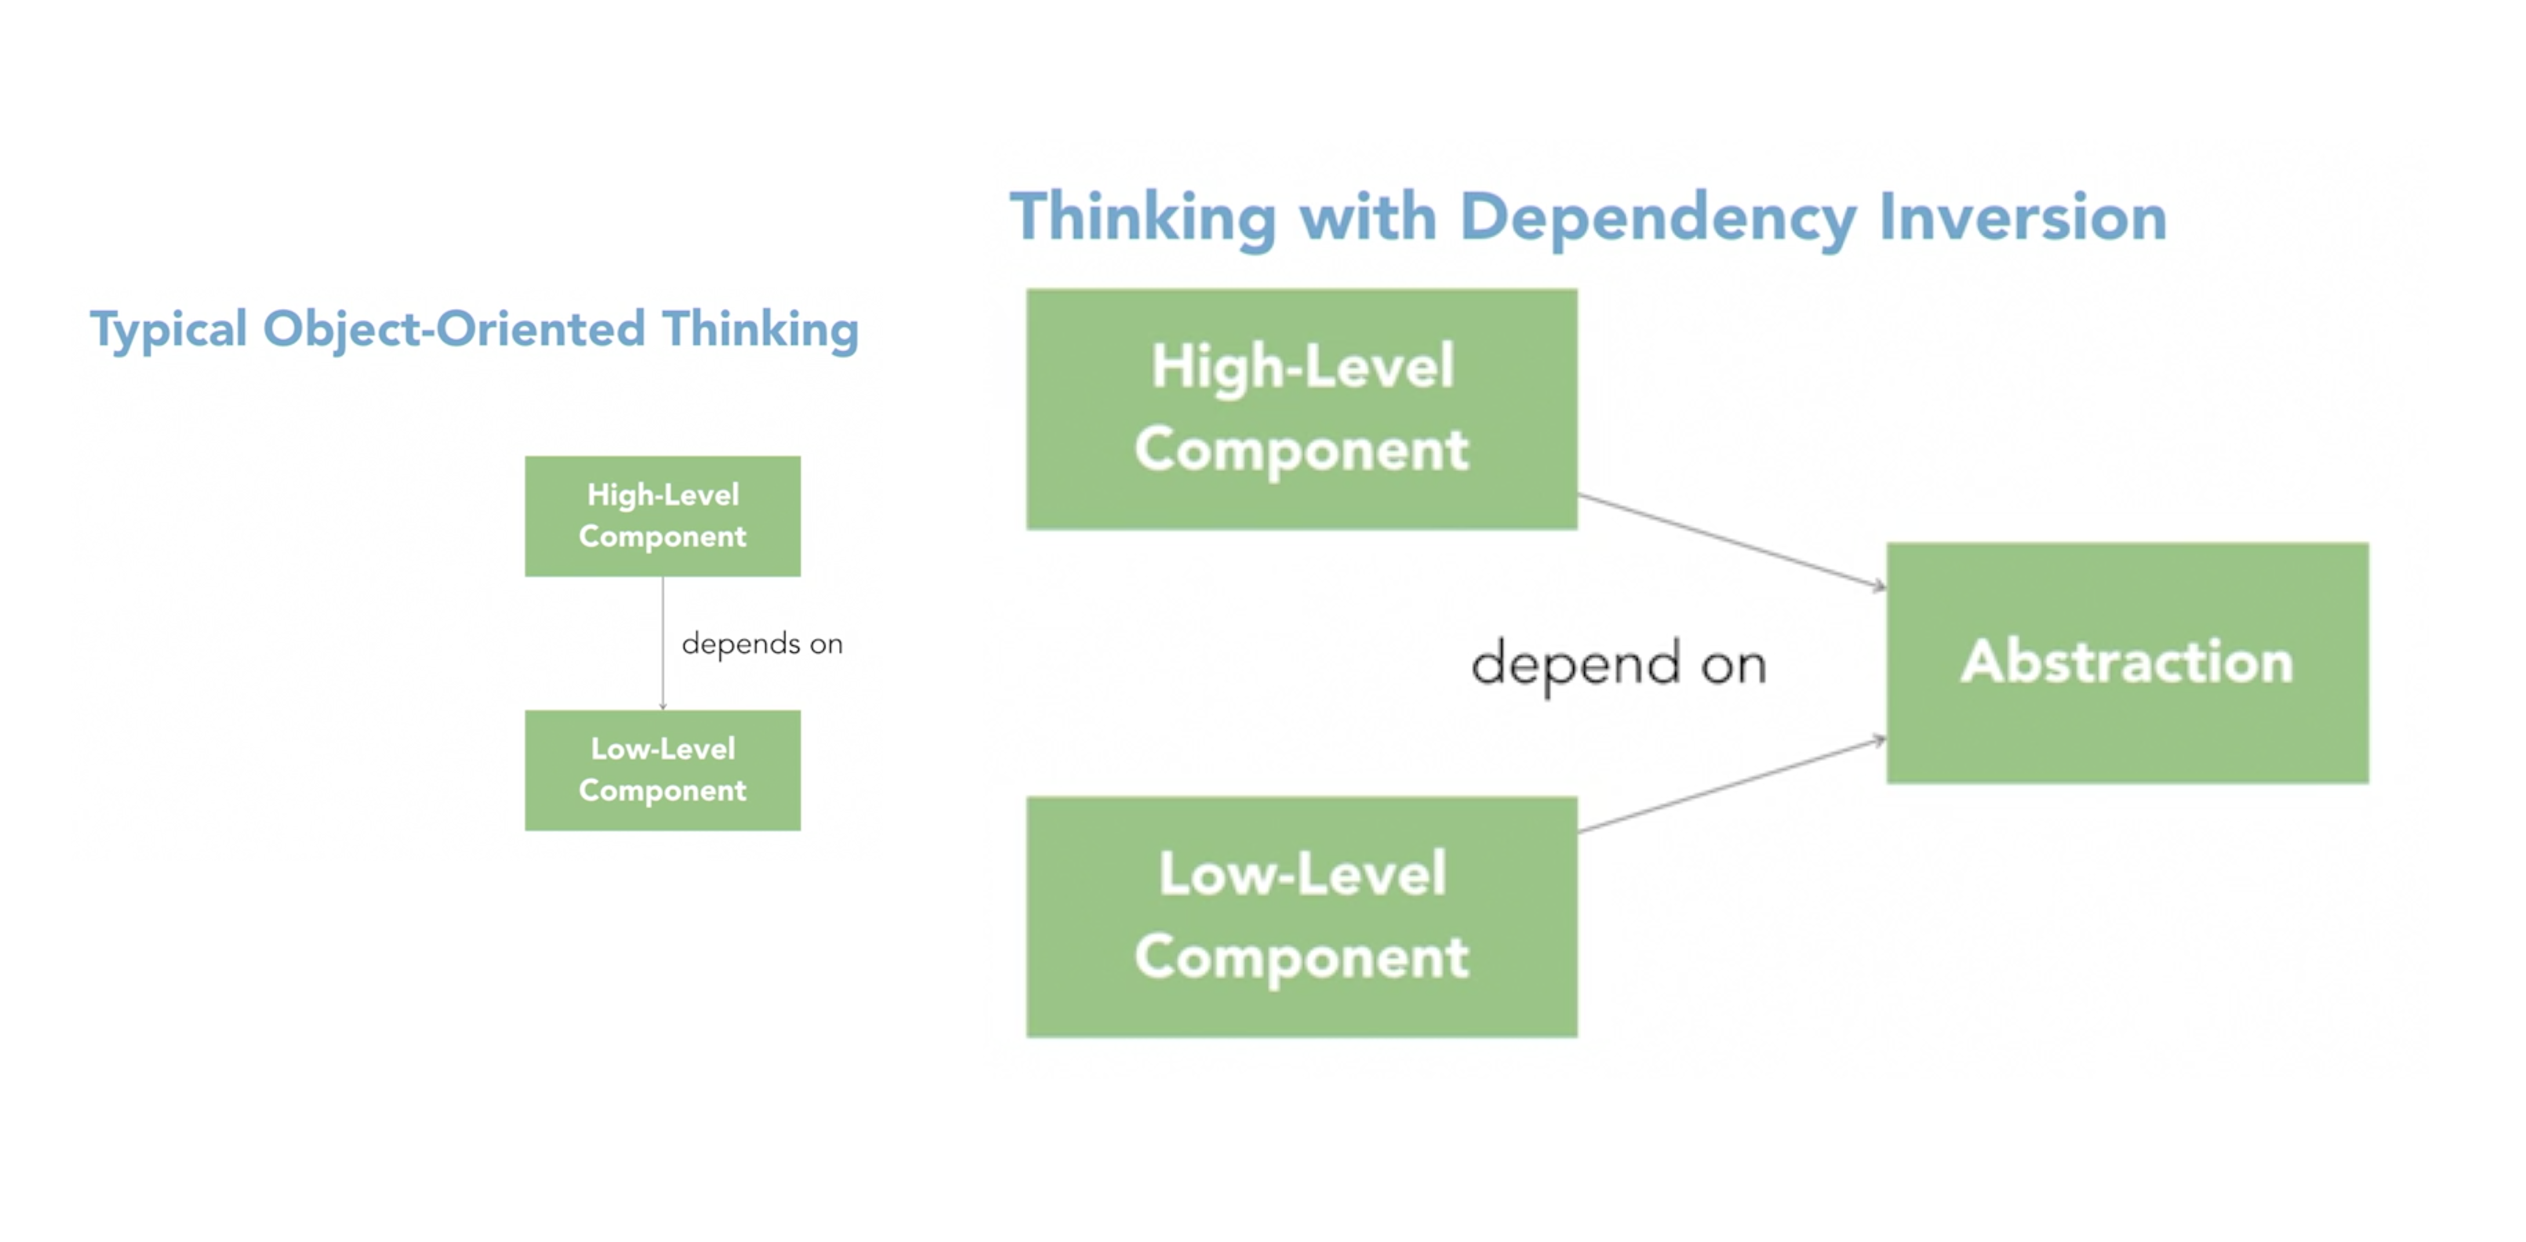 Typical Object-Oriented Thinking
High-Level
Component
depends on
Low-Level
Component
Thinking with Dependency Inversion
High-Level
Component
depend on
Abstraction
Low-Level
Component